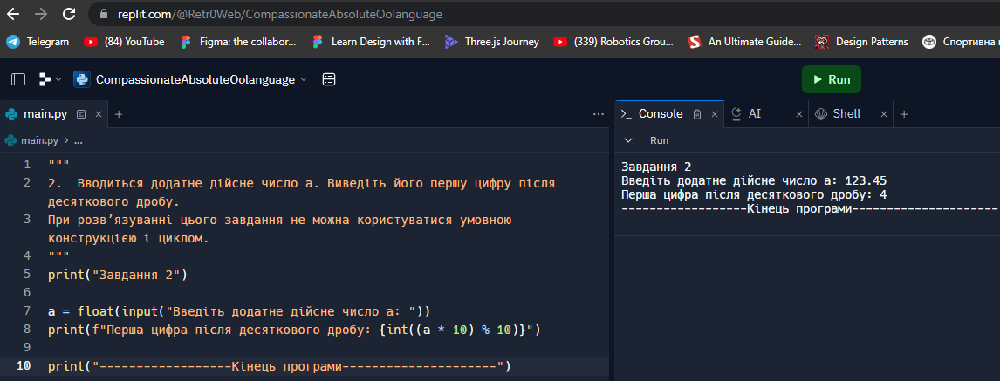 replit.com/@Retr0Web/CompassionateAbsoluteOolanguage
Telegram
(84) YouTube
Figma: the collabor...
Learn Design with F...
Three.js Journey
(339) Robotics Grou...
An Ultimate Guide...
Design Patterns
Спортивна
CompassionateAbsoluteOolanguage
Run
main.py
Console
AI
Shell
main.py > ...
Run
1 """
2 2.  Вводиться додатне дійсне число а. Виведіть його першу цифру після
десяткового дробу.
3 При розв’язуванні цього завдання не можна користуватися умовною
конструкцією і циклом.
4 """
5 print("Завдання 2")
6
7 a = float(input("Введіть додатне дійсне число а: "))
8 print(f"Перша цифра після десяткового дробу: {int((a * 10) % 10)}")
9
10 print("------------------Кінець програми---------------------")
Завдання 2
Введіть додатне дійсне число а: 123.45
Перша цифра після десяткового дробу: 4
------------------Кінець програми---------------------